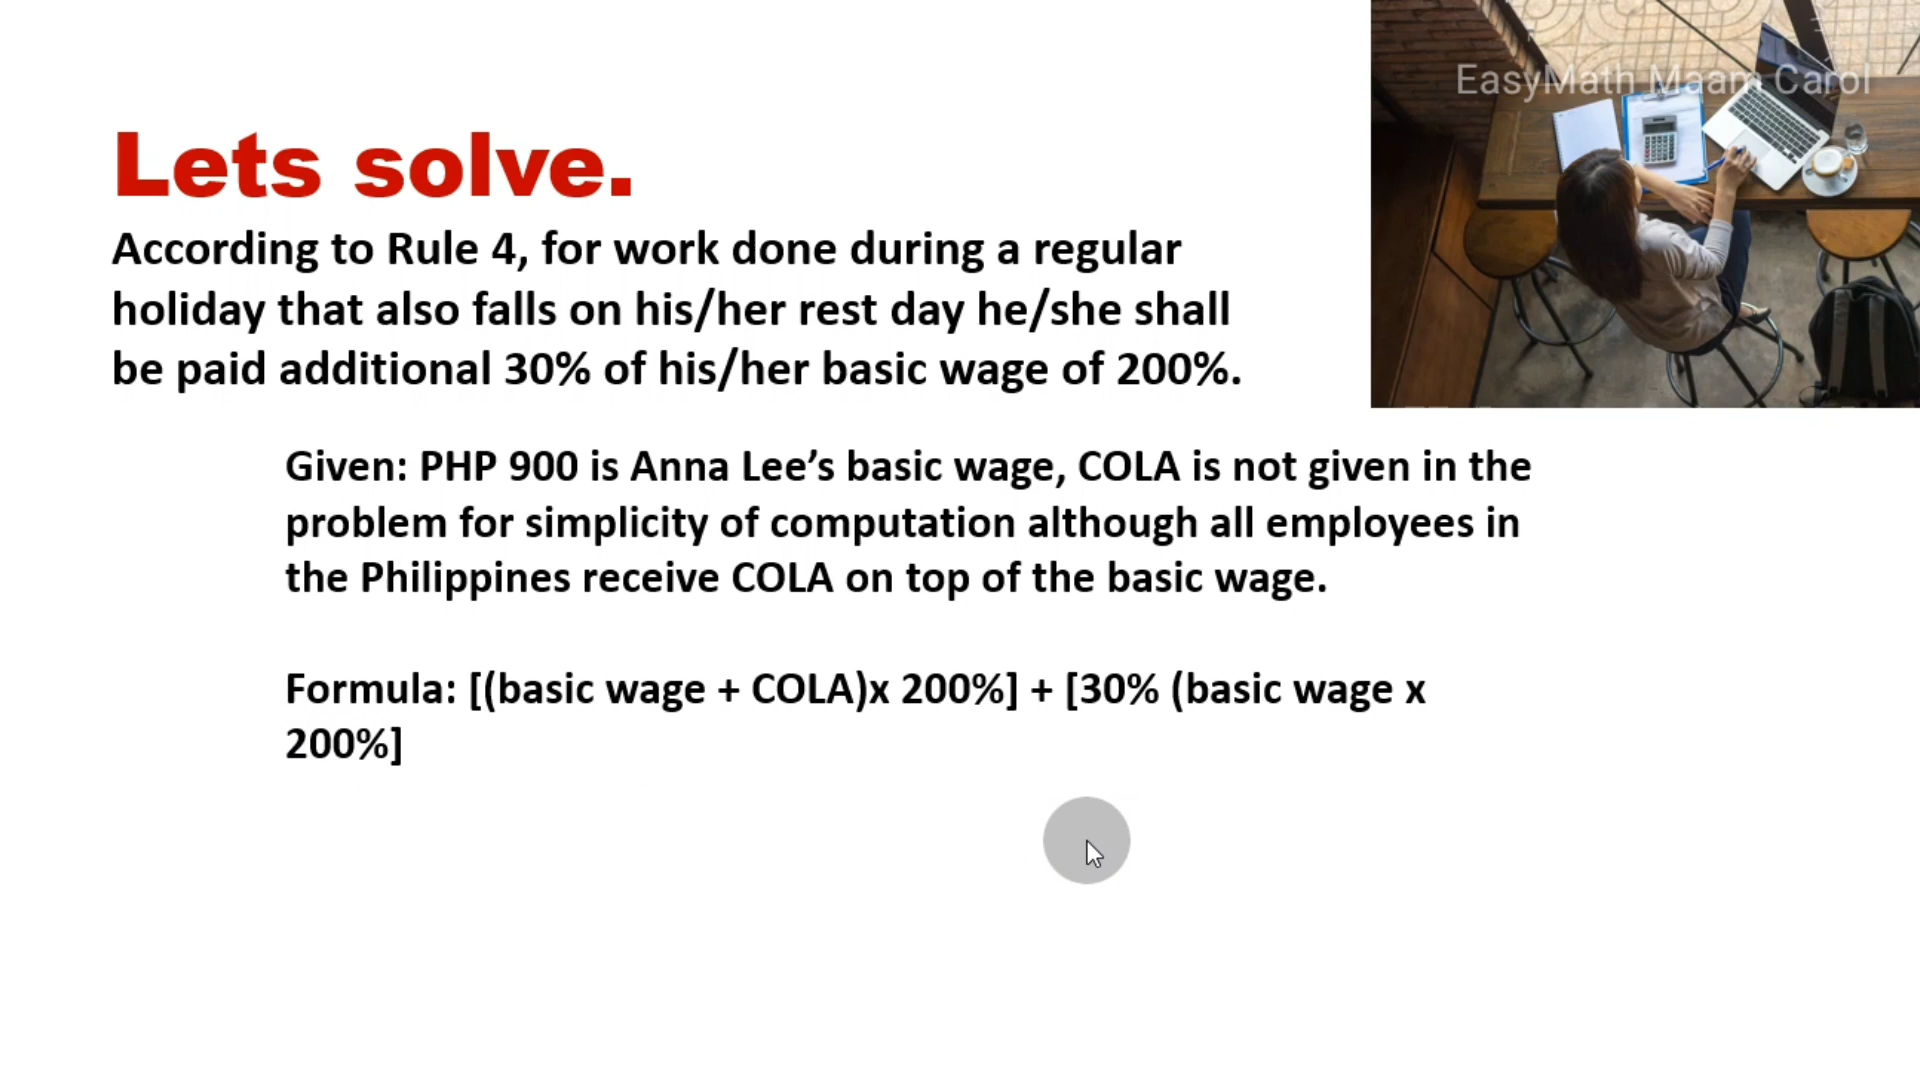 EasyMath Maam Carol
Lets solve.
According to Rule 4, for work done during a regular
holiday that also falls on his/her rest day he/she shall
be paid additional 30% of his/her basic wage of 200%.
Given: PHP 900 is Anna Lee’s basic wage, COLA is not given in the
problem for simplicity of computation although all employees in
the Philippines receive COLA on top of the basic wage.
Formula: [(basic wage + COLA)x 200%] + [30% (basic wage x
200%]